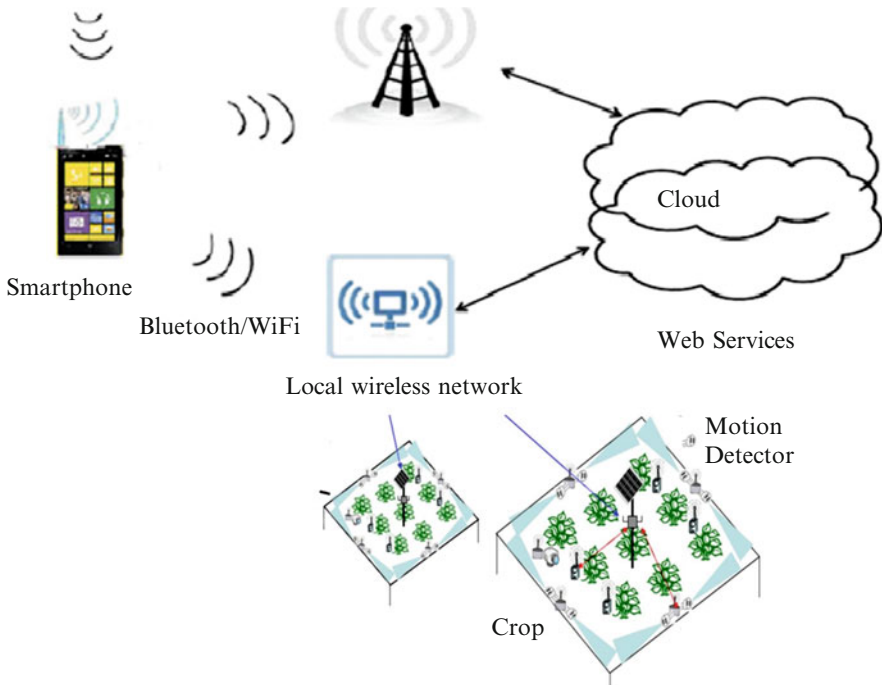 Cloud
Smartphone
Bluetooth/WiFi
Web Services
Local wireless network
Motion
Detector
Crop